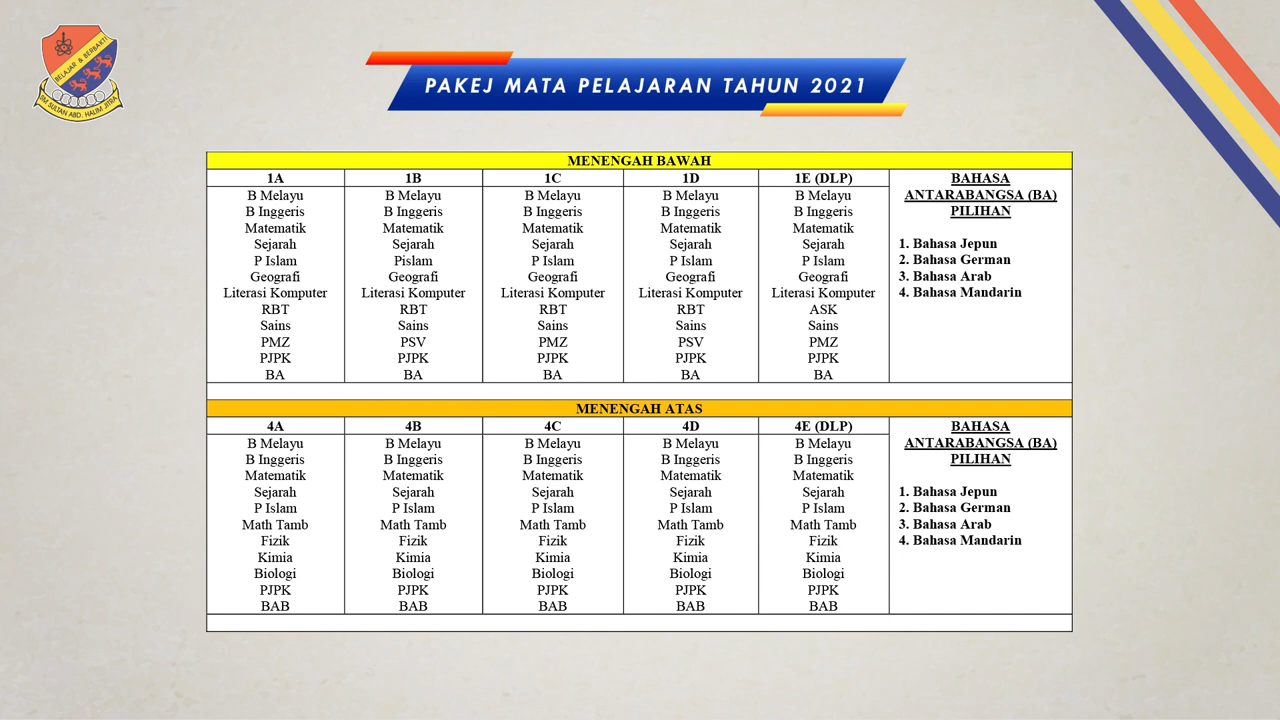 BELAJAR & BERBAKTI
SM SULTAN ABD. HALIM JITRA
PAKEJ MATA PELAJARAN TAHUN 2021
MENENGAH BAWAH
1A 1B 1C 1D 1E (DLP) BAHASA
ANTARABANGSA (BA)
PILIHAN
B Melayu B Melayu B Melayu B Melayu B Melayu
B Inggeris B Inggeris B Inggeris B Inggeris B Inggeris
Matematik Matematik Matematik Matematik Matematik
Sejarah Sejarah Sejarah Sejarah Sejarah 1. Bahasa Jepun
P Islam Pislam P Islam P Islam P Islam 2. Bahasa German
Geografi Geografi Geografi Geografi Geografi 3. Bahasa Arab
Literasi Komputer Literasi Komputer Literasi Komputer Literasi Komputer Literasi Komputer 4. Bahasa Mandarin
RBT RBT RBT RBT ASK
Sains Sains Sains Sains Sains
PMZ PSV PMZ PSV PMZ
PJPK PJPK PJPK PJPK PJPK
BA BA BA BA BA
MENENGAH ATAS
4A 4B 4C 4D 4E (DLP) BAHASA
ANTARABANGSA (BA)
PILIHAN
B Melayu B Melayu B Melayu B Melayu B Melayu
B Inggeris B Inggeris B Inggeris B Inggeris B Inggeris
Matematik Matematik Matematik Matematik Matematik
Sejarah Sejarah Sejarah Sejarah Sejarah 1. Bahasa Jepun
P Islam P Islam P Islam P Islam P Islam 2. Bahasa German
Math Tamb Math Tamb Math Tamb Math Tamb Math Tamb 3. Bahasa Arab
Fizik Fizik Fizik Fizik Fizik 4. Bahasa Mandarin
Kimia Kimia Kimia Kimia Kimia
Biologi Biologi Biologi Biologi Biologi
PJPK PJPK PJPK PJPK PJPK
BAB BAB BAB BAB BAB